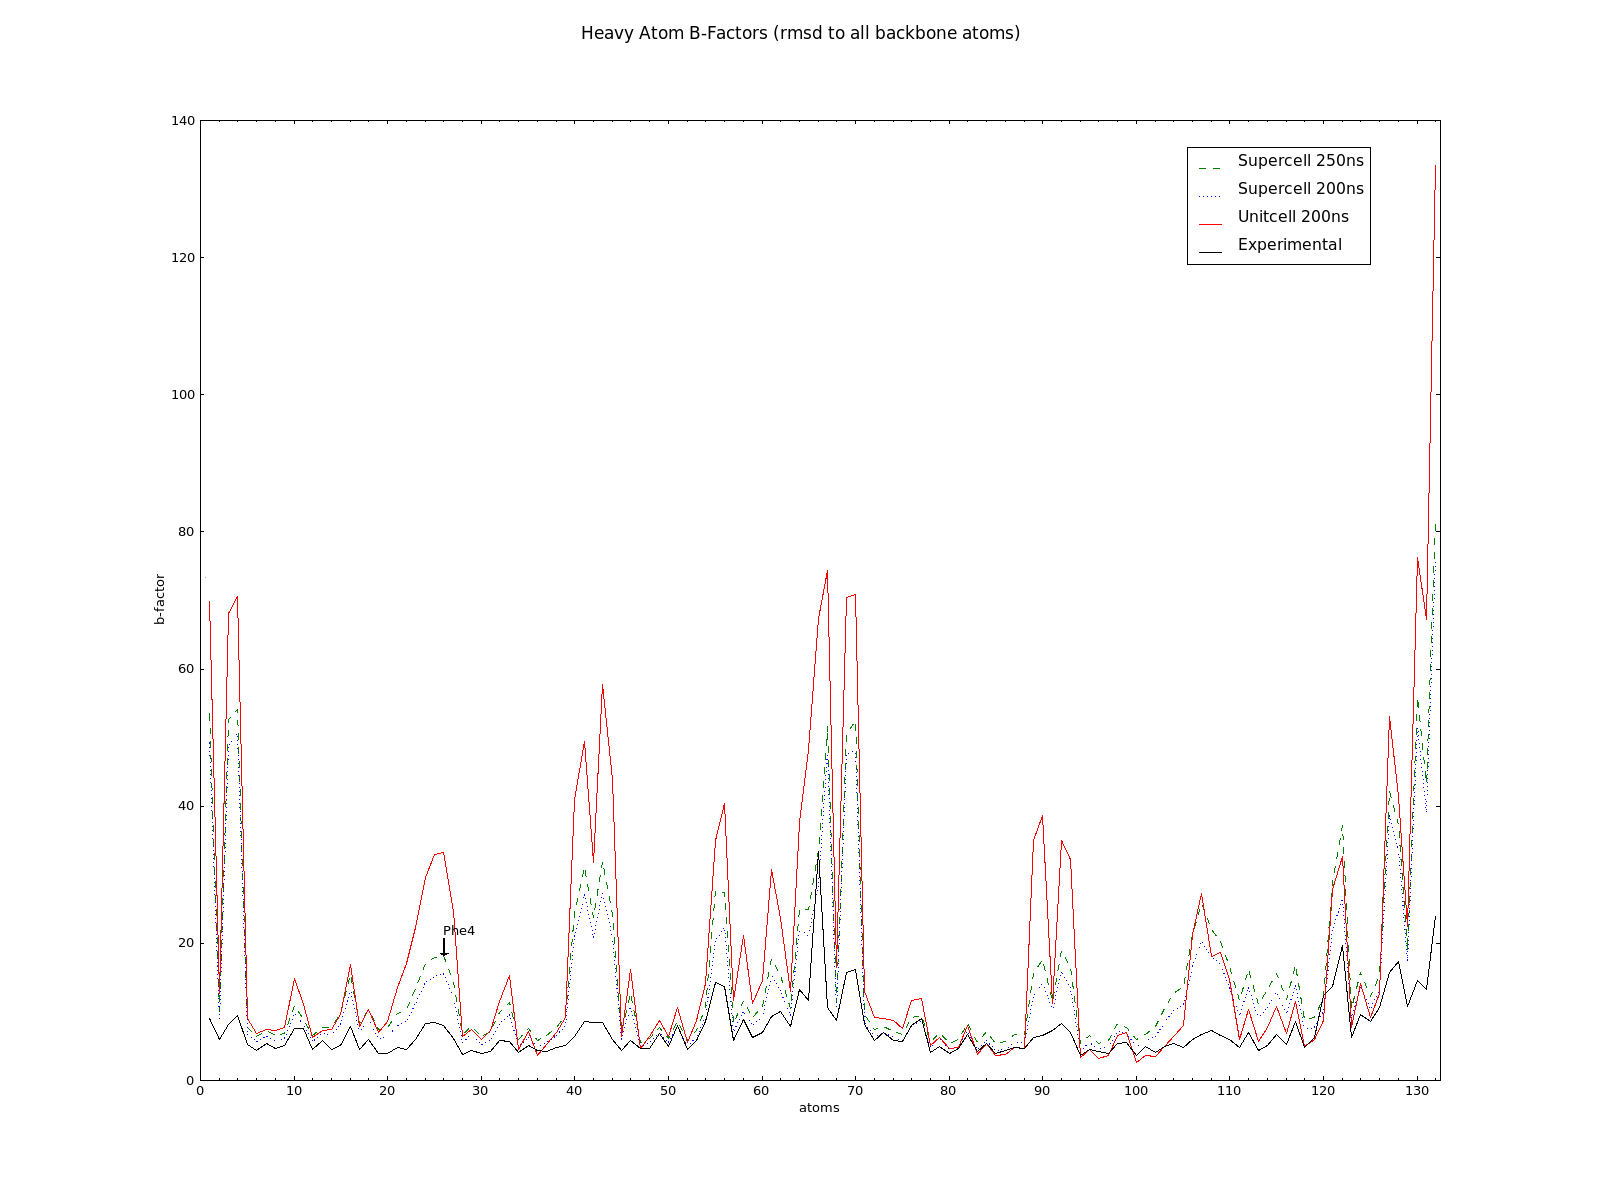 Heavy Atom B-Factors (rmsd to all backbone atoms)
140
120
100
80
60
40
20
0
b-factor
Supercell 250ns
Supercell 200ns
Unitcell 200ns
Experimental
Phe4
0 10 20 30 40 50 60 70 80 90 100 110 120 130
atoms